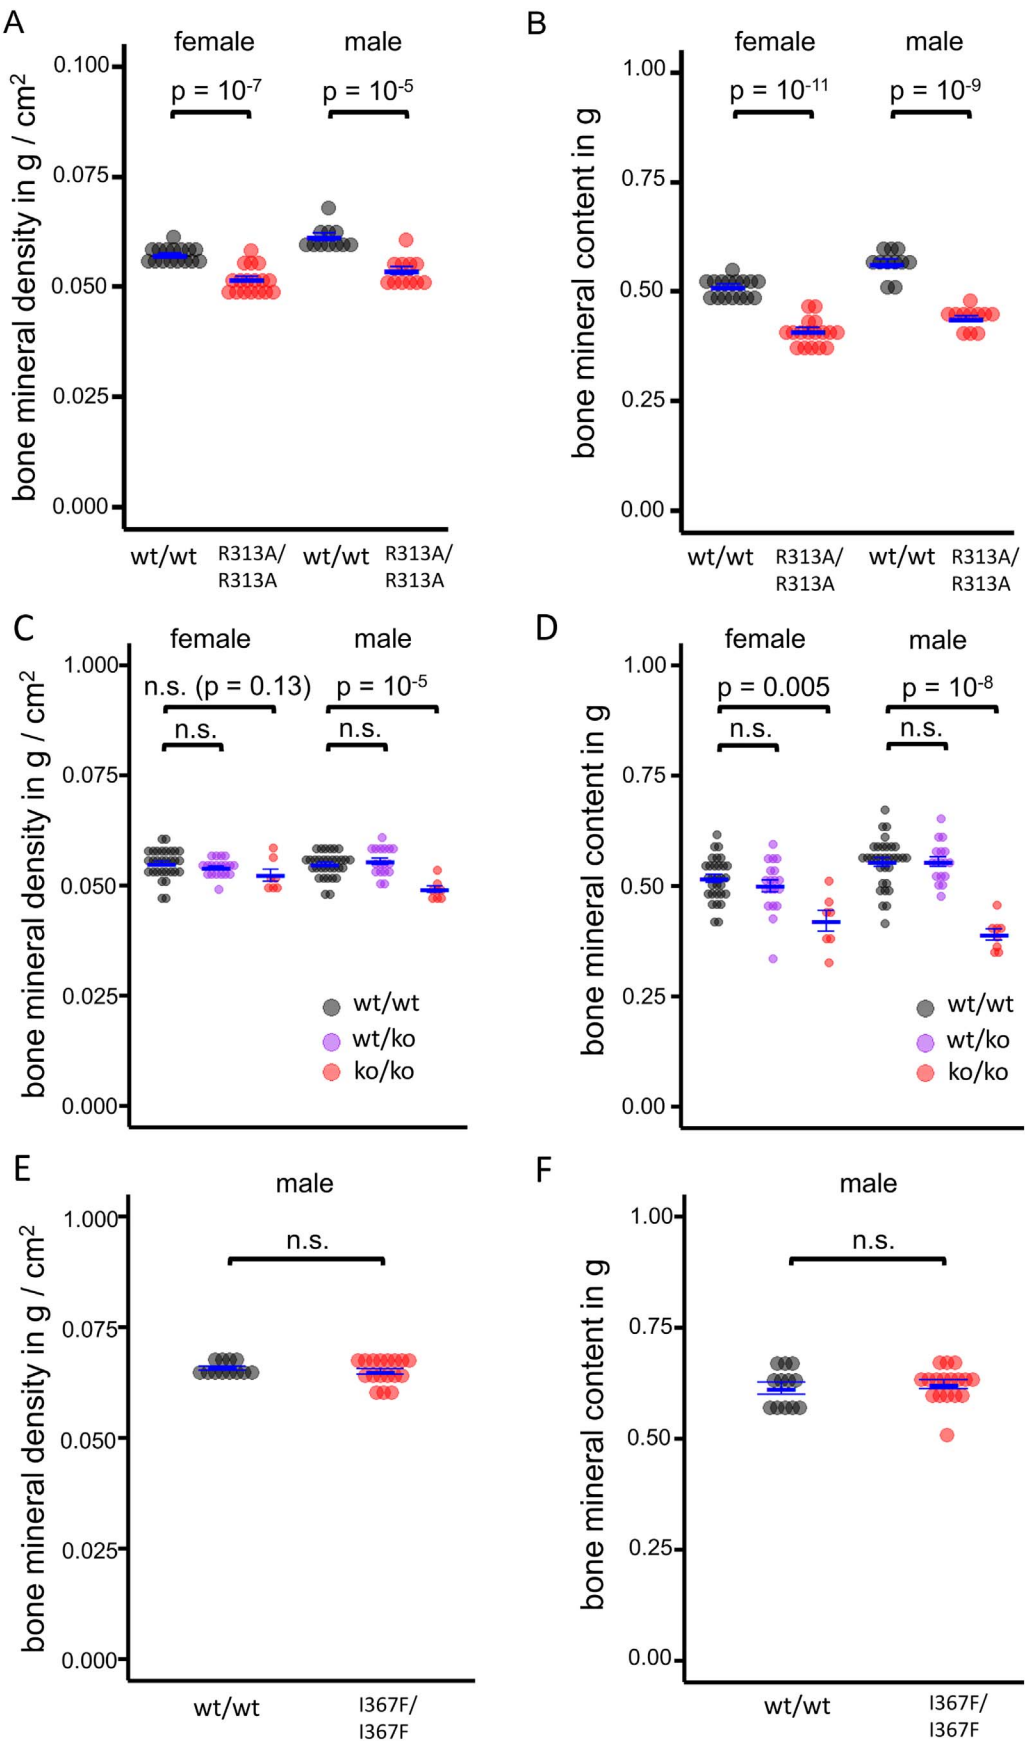 A
female male
bone mineral density in g / cm2
0.100
0.075
0.050
0.025
0.000
p = 10-7 p = 10-5
wt/wt R313A/ wt/wt R313A/
R313A R313A
B
female male
bone mineral content in g
1.00
0.75
0.50
0.25
0.00
p = 10-11 p = 10-9
wt/wt R313A/ wt/wt R313A/
R313A R313A
C
female male
bone mineral density in g / cm2
1.000
0.075
0.050
0.025
0.000
n.s. (p = 0.13) p = 10-5
n.s. n.s.
wt/wt
wt/ko
ko/ko
D
female male
bone mineral content in g
1.00
0.75
0.50
0.25
0.00
p = 0.005 p = 10-8
n.s. n.s.
wt/wt
wt/ko
ko/ko
E
male
bone mineral density in g / cm2
1.000
0.075
0.050
0.025
0.000
n.s.
wt/wt I367F/
I367F
F
male
bone mineral content in g
1.00
0.75
0.50
0.25
0.00
n.s.
wt/wt I367F/
I367F